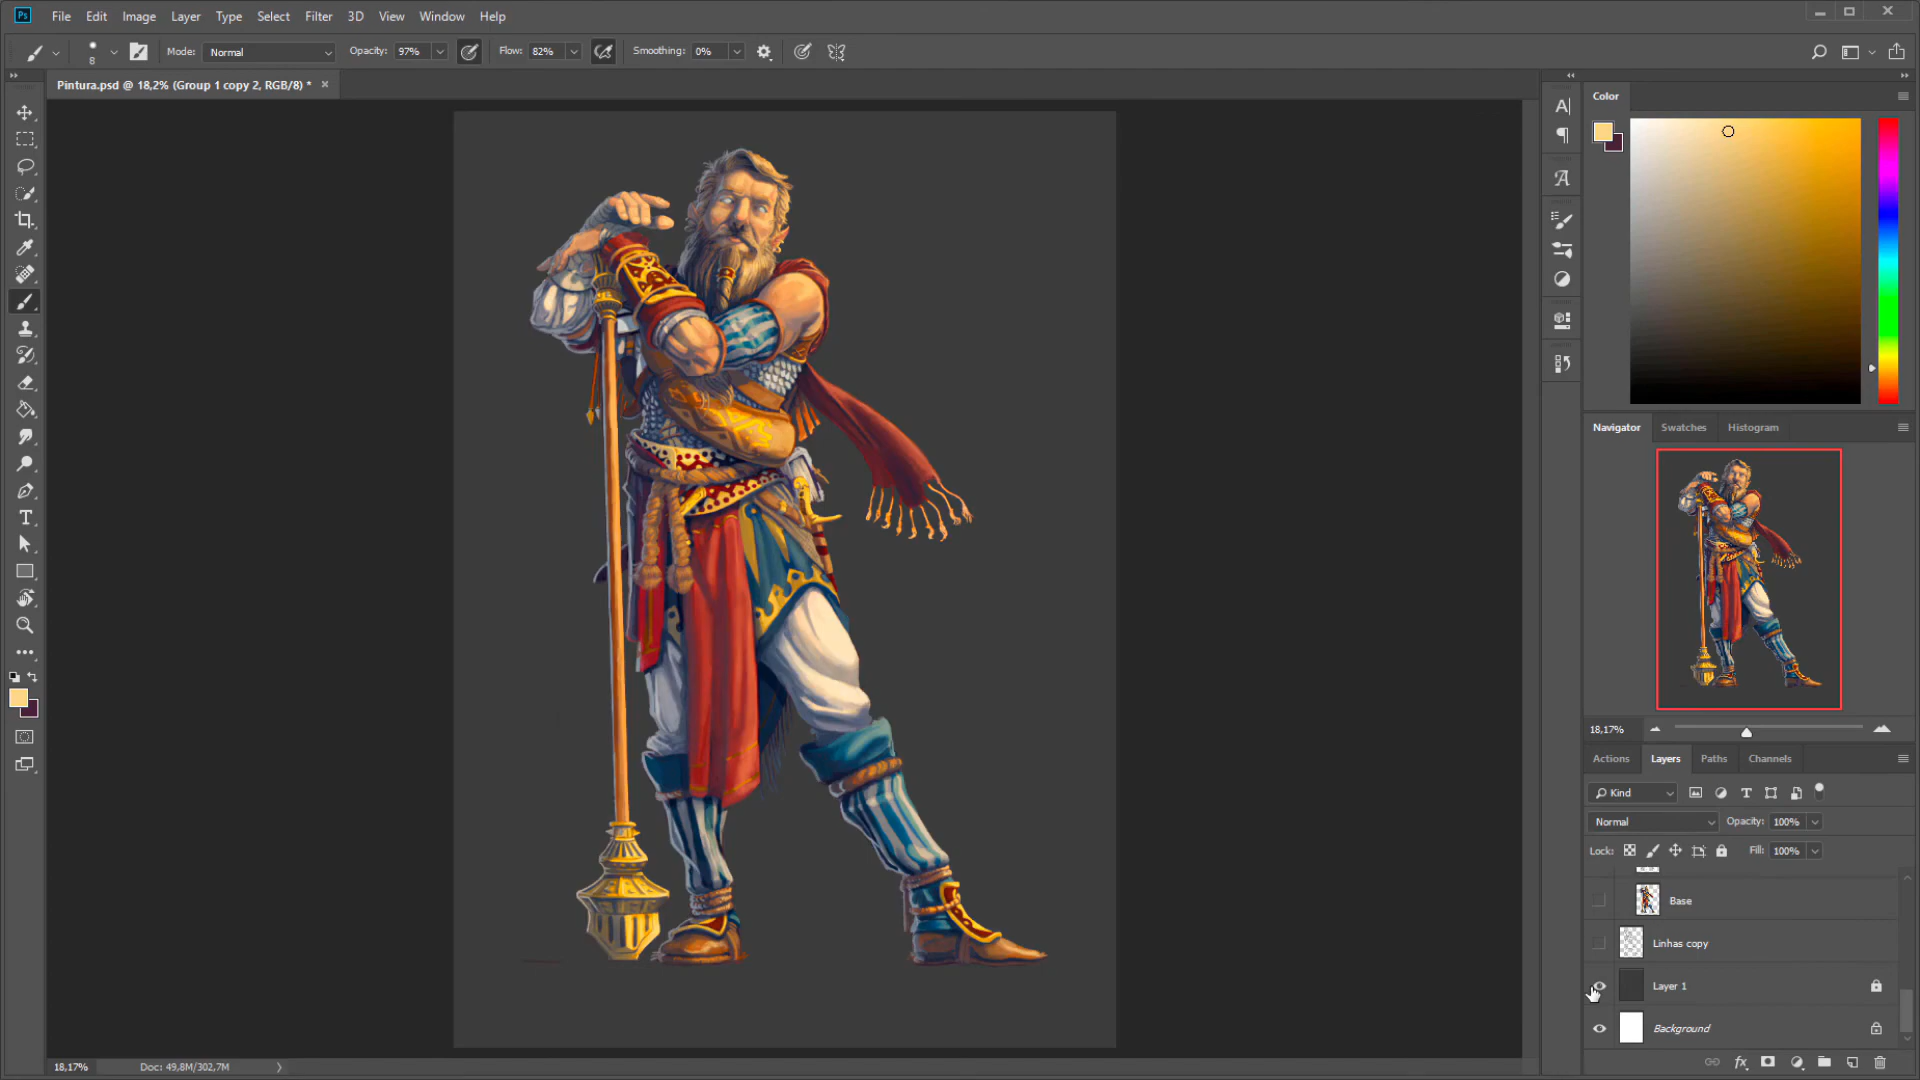 Ps File Edit Image Layer Type Select Filter 3D View Window Help
8 Mode: Normal Opacity: 97% Flow: 82% Smoothing: 0%
Pintura.psd @ 18,2% (Group 1 copy 2, RGB/8) *
Color
Navigator Swatches Histogram
18,17%
Actions Layers Paths Channels
Kind
Normal Opacity: 100%
Lock: Fill: 100%
Base
Linhas copy
Layer 1
Background
fx
18,17% Doc: 49,8M/302,7M